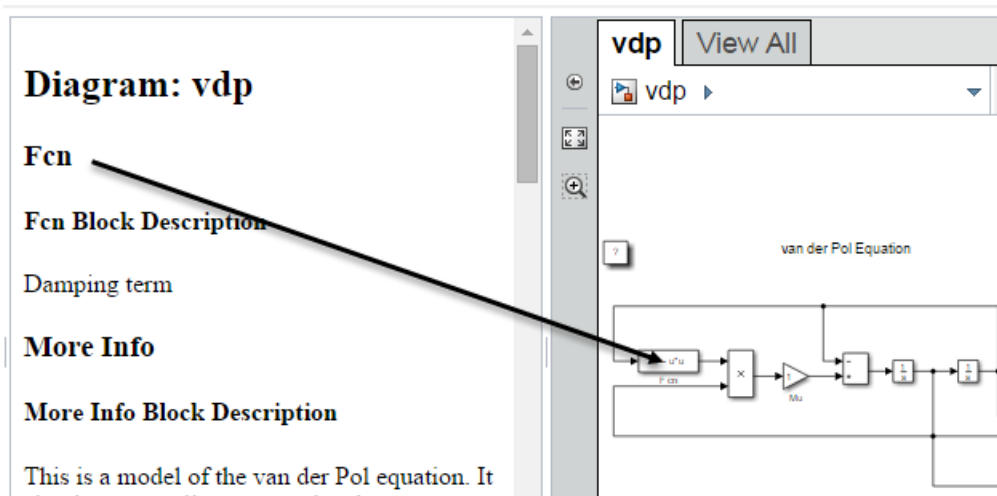 Diagram: vdp
Fcn
Fcn Block Description
Damping term
More Info
More Info Block Description
This is a model of the van der Pol equation. It
vdp
View All
vdp
?
van der Pol Equation
u*u
Fcn
×
1
Mu